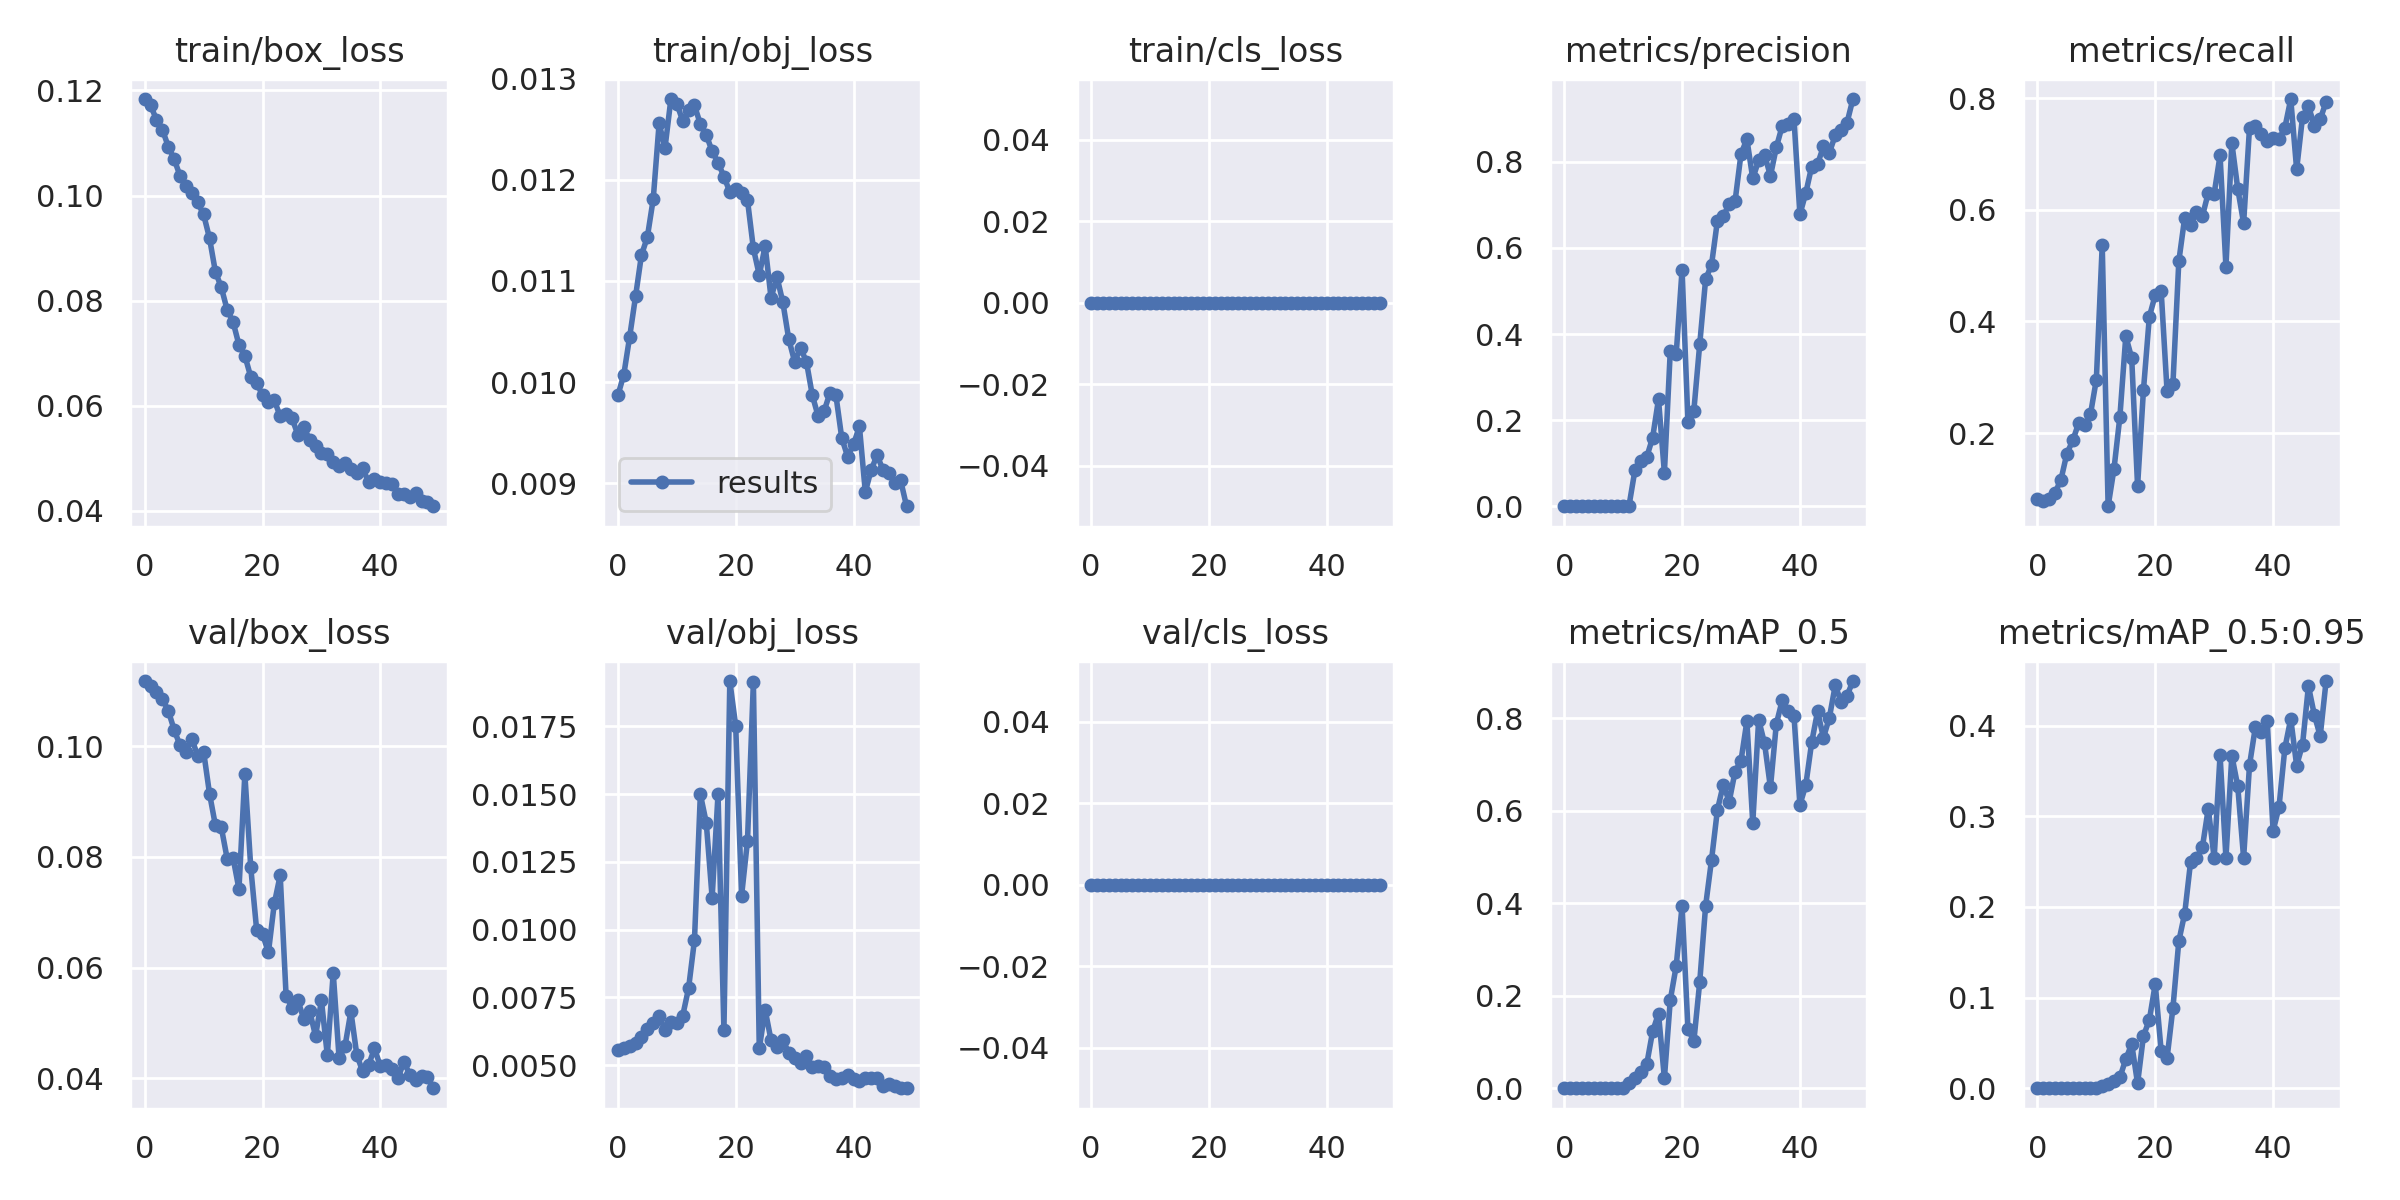 train/box_loss
0.12
0.10
0.08
0.06
0.04
0 20 40
train/obj_loss
0.013
0.012
0.011
0.010
0.009
results
0 20 40
train/cls_loss
0.04
0.02
0.00
−0.02
−0.04
0 20 40
metrics/precision
0.8
0.6
0.4
0.2
0.0
0 20 40
metrics/recall
0.8
0.6
0.4
0.2
0 20 40
val/box_loss
0.10
0.08
0.06
0.04
0 20 40
val/obj_loss
0.0175
0.0150
0.0125
0.0100
0.0075
0.0050
0 20 40
val/cls_loss
0.04
0.02
0.00
−0.02
−0.04
0 20 40
metrics/mAP_0.5
0.8
0.6
0.4
0.2
0.0
0 20 40
metrics/mAP_0.5:0.95
0.4
0.3
0.2
0.1
0.0
0 20 40